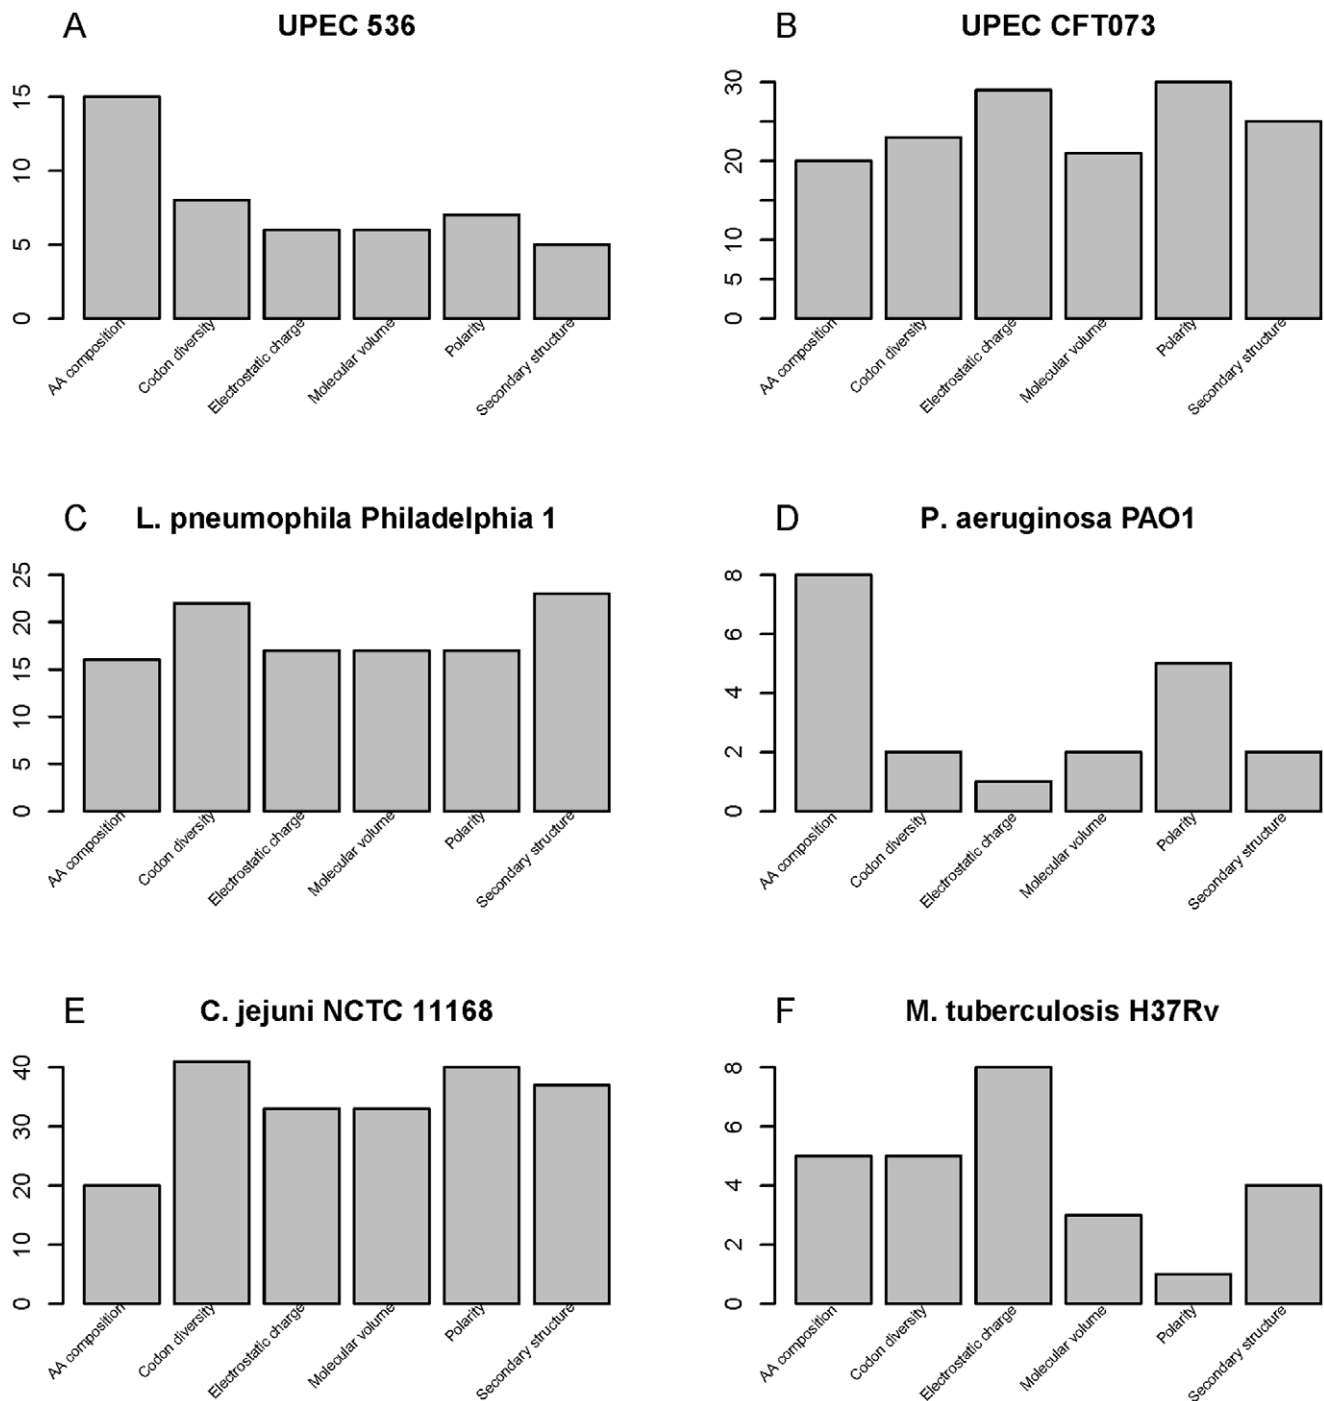 A UPEC 536
15
10
5
0
AA composition
Codon diversity
Electrostatic charge
Molecular volume
Polarity
Secondary structure
B UPEC CFT073
30
20
10
5
0
AA composition
Codon diversity
Electrostatic charge
Molecular volume
Polarity
Secondary structure
C L. pneumophila Philadelphia 1
25
20
15
10
5
0
AA composition
Codon diversity
Electrostatic charge
Molecular volume
Polarity
Secondary structure
D P. aeruginosa PAO1
8
6
4
2
0
AA composition
Codon diversity
Electrostatic charge
Molecular volume
Polarity
Secondary structure
E C. jejuni NCTC 11168
40
30
20
10
0
AA composition
Codon diversity
Electrostatic charge
Molecular volume
Polarity
Secondary structure
F M. tuberculosis H37Rv
8
6
4
2
0
AA composition
Codon diversity
Electrostatic charge
Molecular volume
Polarity
Secondary structure